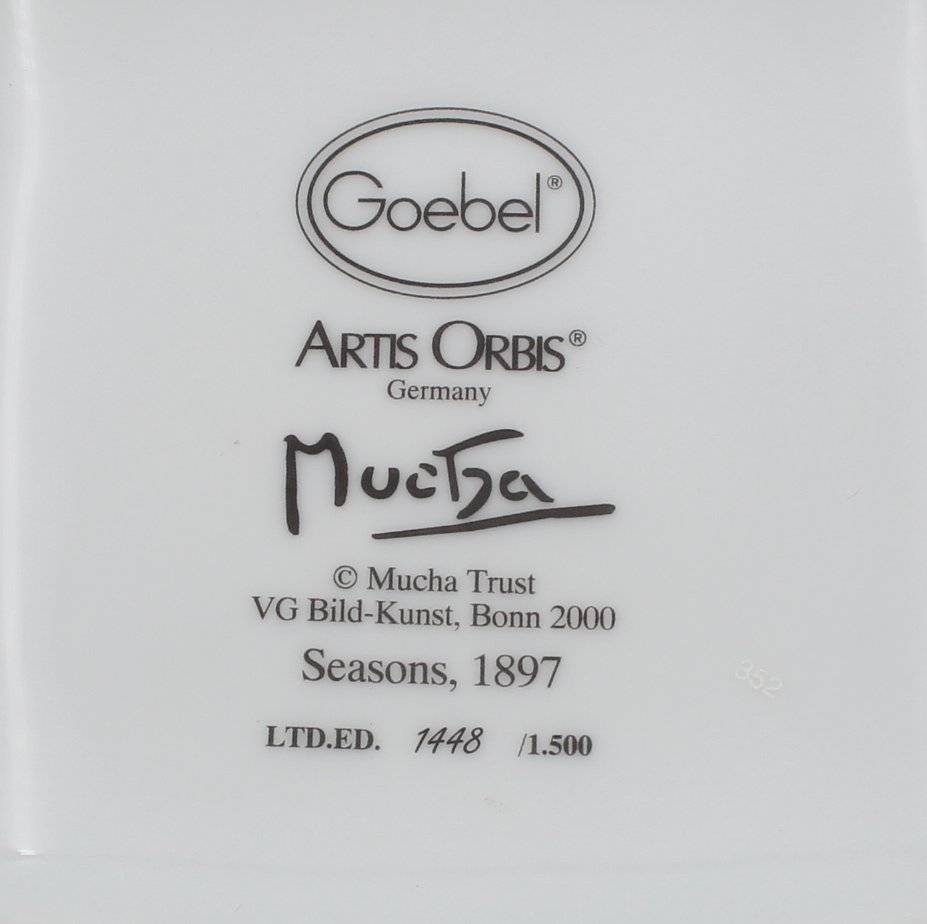 Goebel®
ARTIS ORBIS®
Germany
Mucha
© Mucha Trust
VG Bild-Kunst, Bonn 2000
Seasons, 1897
352
LTD.ED. 1448 /1.500